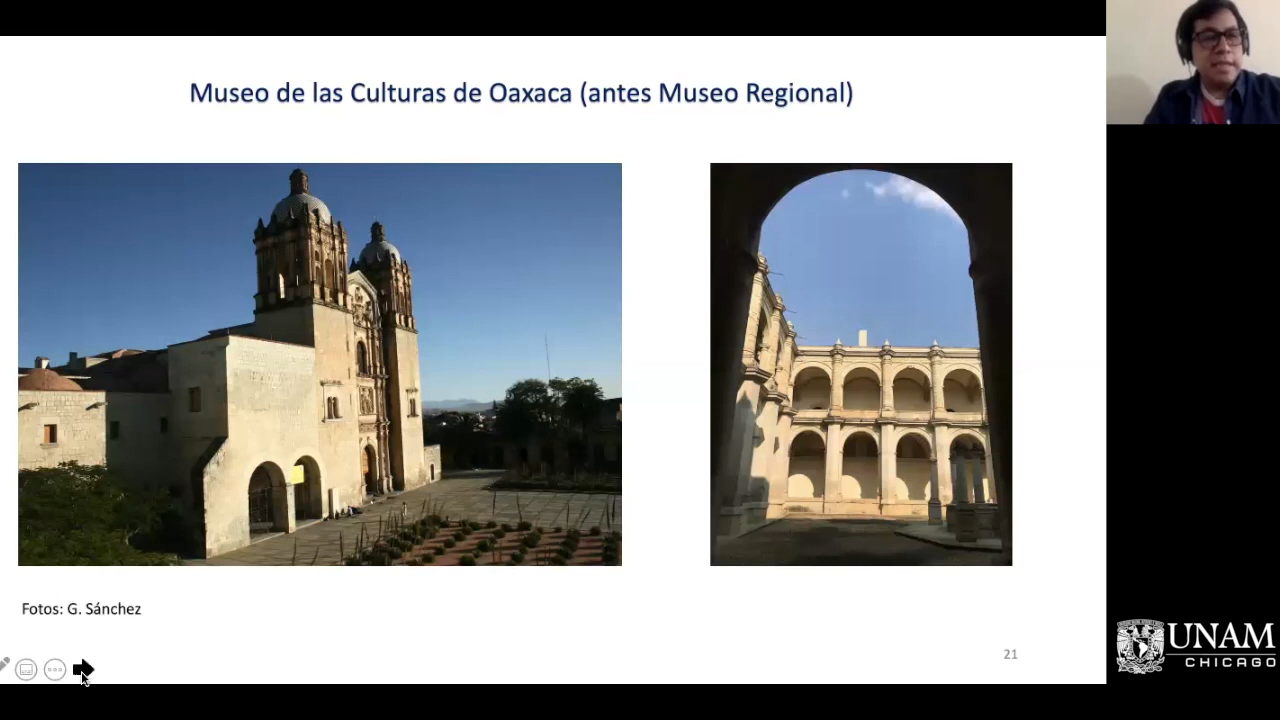 Museo de las Culturas de Oaxaca (antes Museo Regional)
Fotos: G. Sánchez
21
UNAM
CHICAGO